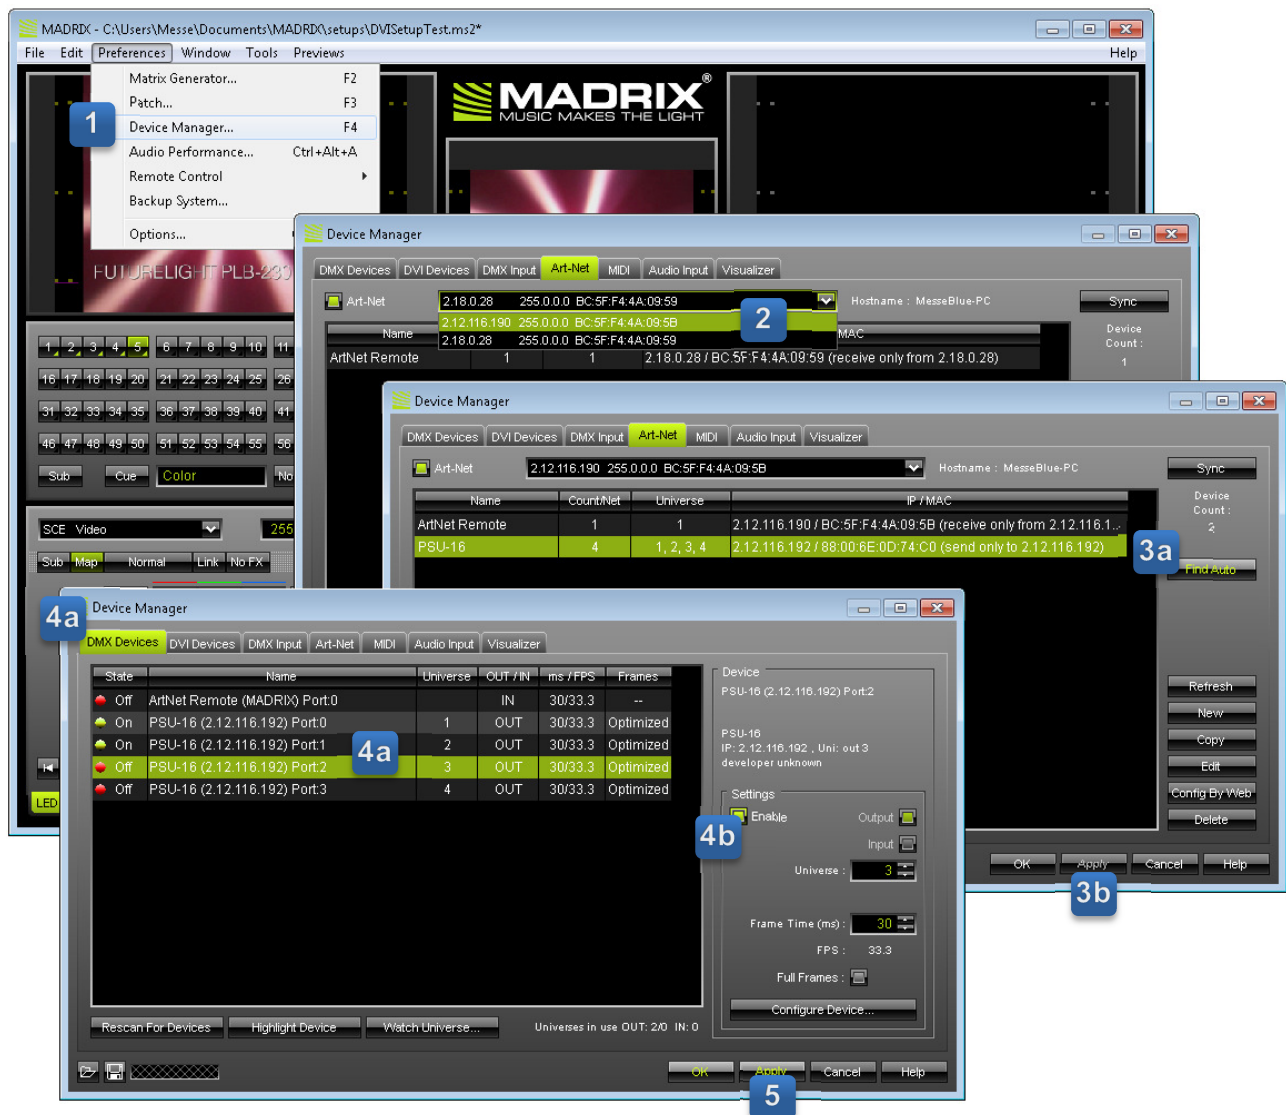 MADRIX - C:\Users\Messe\Documents\MADRIX\setups\DVISetupTest.ms2*
File Edit Preferences Window Tools Previews Help
Matrix Generator... F2
Patch... F3
1
Device Manager... F4
Audio Performance... Ctrl+Alt+A
Remote Control
Backup System...
Options...
MADRIX®
MUSIC MAKES THE LIGHT
FUTURELIGHT PLB-230
1 2 3 4 5 6 7 8 9 10 11
16 17 18 19 20 21 22 23 24 25 26
31 32 33 34 35 36 37 38 39 40 41
46 47 48 49 50 51 52 53 54 55 56
Sub Cue Color No
SCE Video 255
Sub Map Normal Link No FX
LED
Device Manager
DMX Devices DVI Devices DMX Input Art-Net MIDI Audio Input Visualizer
Art-Net 2.18.0.28 255.0.0.0 BC:5F:F4:4A:09:59 Hostname : MesseBlue-PC Sync
2.12.116.190 255.0.0.0 BC:5F:F4:4A:09:5B
2.18.0.28 255.0.0.0 BC:5F:F4:4A:09:59
2
Name MAC
Device
Count :
1
ArtNet Remote 1 1 2.18.0.28 / BC:5F:F4:4A:09:59 (receive only from 2.18.0.28)
Device Manager
DMX Devices DVI Devices DMX Input Art-Net MIDI Audio Input Visualizer
Art-Net 2.12.116.190 255.0.0.0 BC:5F:F4:4A:09:5B Hostname : MesseBlue-PC Sync
Name Count/Net Universe IP / MAC
Device
Count :
2
ArtNet Remote 1 1 2.12.116.190 / BC:5F:F4:4A:09:5B (receive only from 2.12.116.1...
PSU-16 4 1, 2, 3, 4 2.12.116.192 / 88:00:6E:0D:74:C0 (send only to 2.12.116.192)
3a
Find Auto
Refresh
New
Copy
Edit
Config By Web
Delete
OK Apply Cancel Help
3b
4a
Device Manager
DMX Devices DVI Devices DMX Input Art-Net MIDI Audio Input Visualizer
State Name Universe OUT / IN ms / FPS Frames
Off ArtNet Remote (MADRIX) Port:0 IN 30/33.3 --
On PSU-16 (2.12.116.192) Port:0 1 OUT 30/33.3 Optimized
On PSU-16 (2.12.116.192) Port:1 2 OUT 30/33.3 Optimized
4a
Off PSU-16 (2.12.116.192) Port:2 3 OUT 30/33.3 Optimized
Off PSU-16 (2.12.116.192) Port:3 4 OUT 30/33.3 Optimized
Device
PSU-16 (2.12.116.192) Port:2
PSU-16
IP: 2.12.116.192 , Uni: out 3
developer unknown
Settings
4b
Enable Output
Input
Universe : 3
Frame Time (ms) : 30
FPS : 33.3
Full Frames :
Configure Device...
Rescan For Devices Highlight Device Watch Universe... Universes in use OUT: 2/0 IN: 0
OK Apply Cancel Help
5